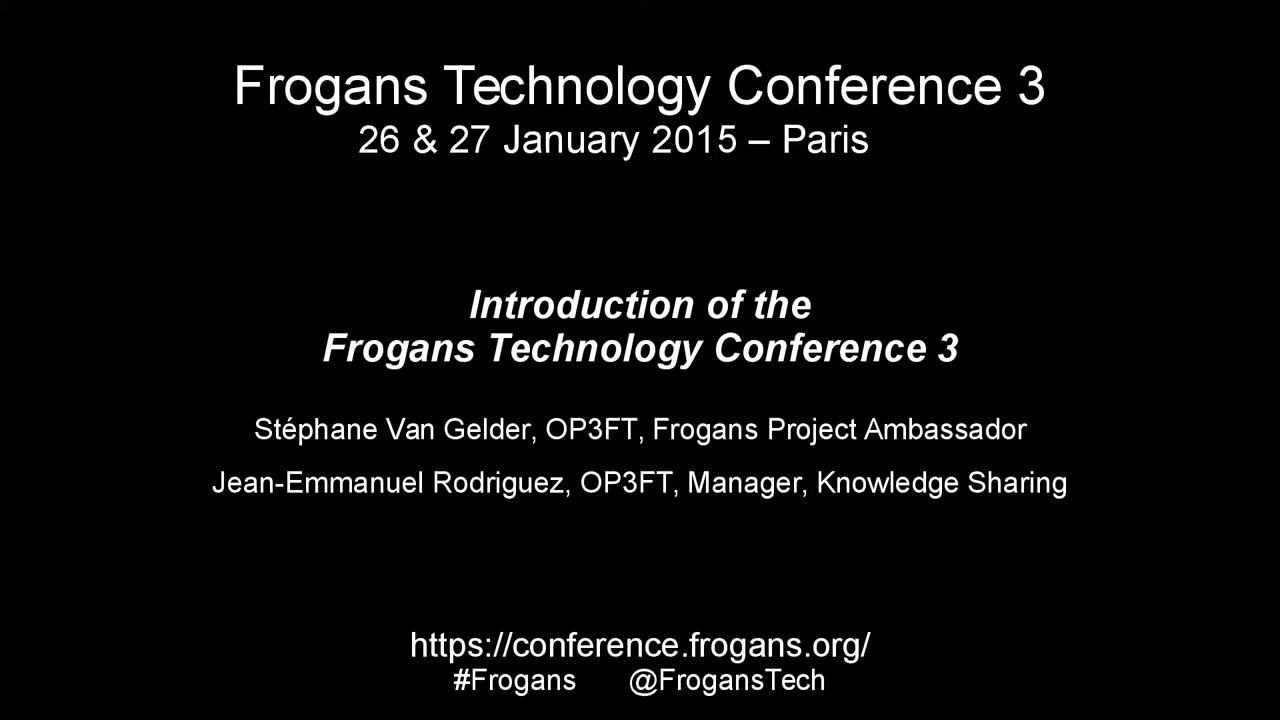 Frogans Technology Conference 3
26 & 27 January 2015 – Paris
Introduction of the
Frogans Technology Conference 3
Stéphane Van Gelder, OP3FT, Frogans Project Ambassador
Jean-Emmanuel Rodriguez, OP3FT, Manager, Knowledge Sharing
https://conference.frogans.org/
#Frogans @FrogansTech